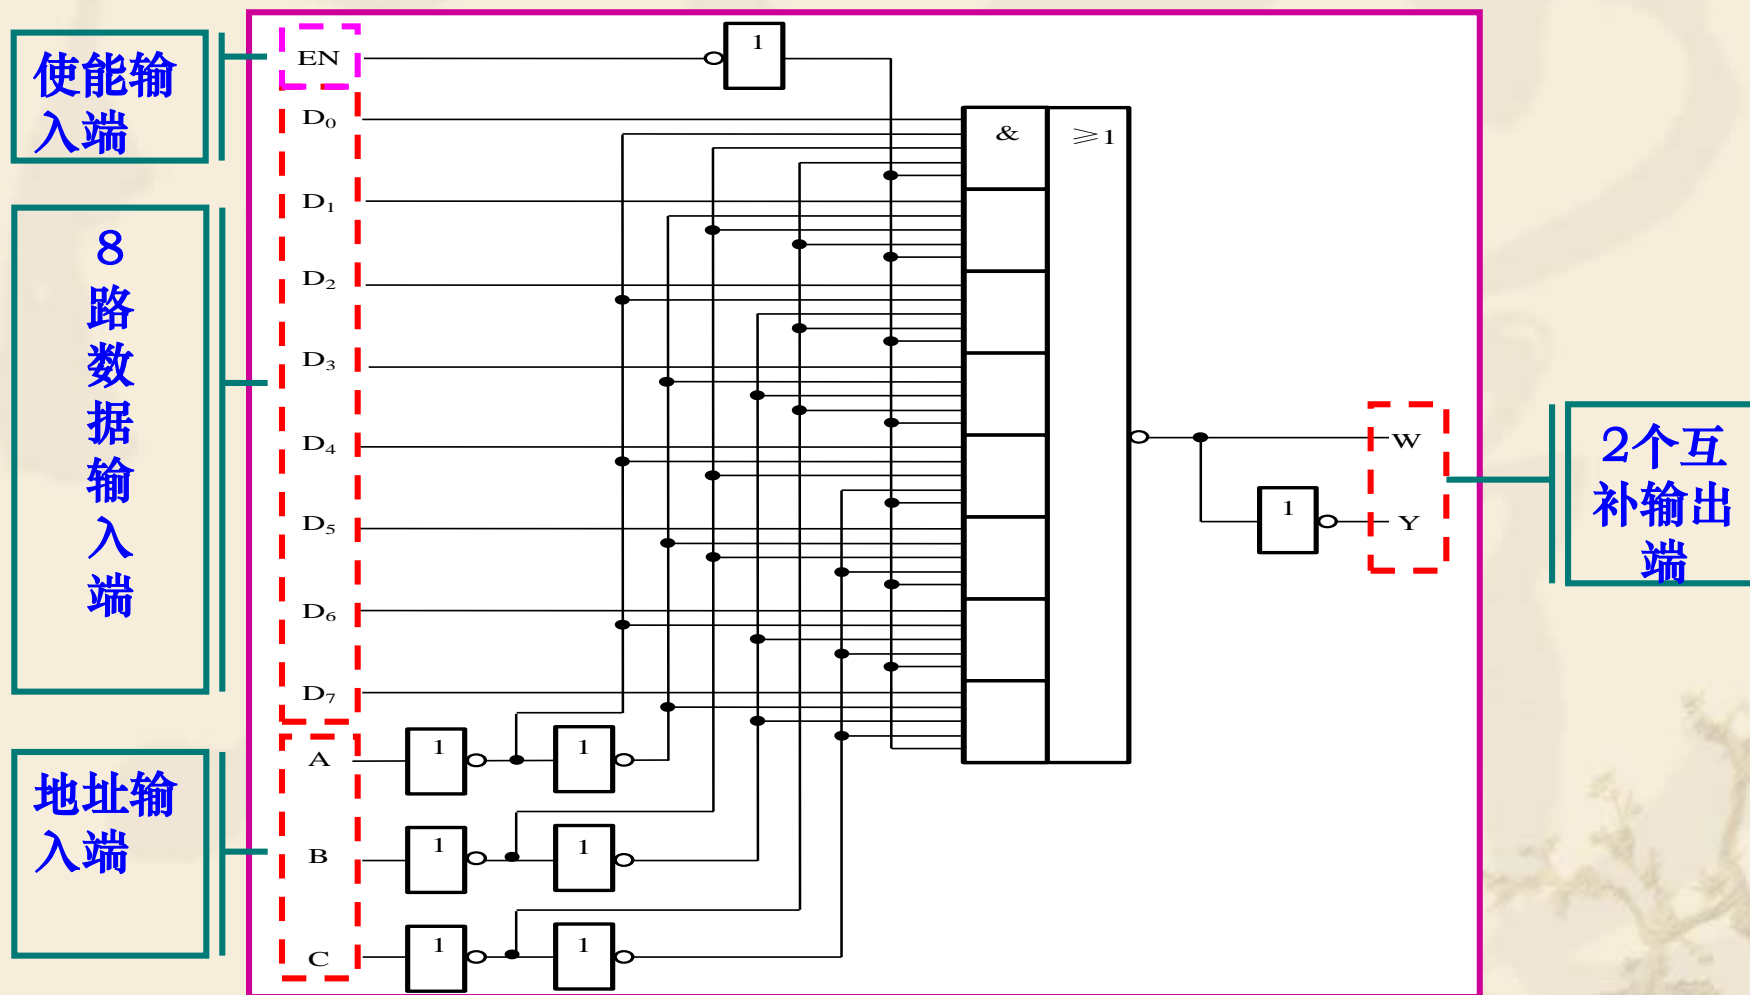 使能输
入端
8
路
数
据
输
入
端
地址输
入端
EN
D₀
D₁
D₂
D₃
D₄
D₅
D₆
D₇
A
B
C
1
&
≥1
1
1
1
1
1
1
1
W
Y
2个互
补输出
端